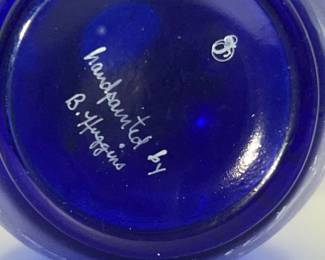 handpainted by
B. Huggins